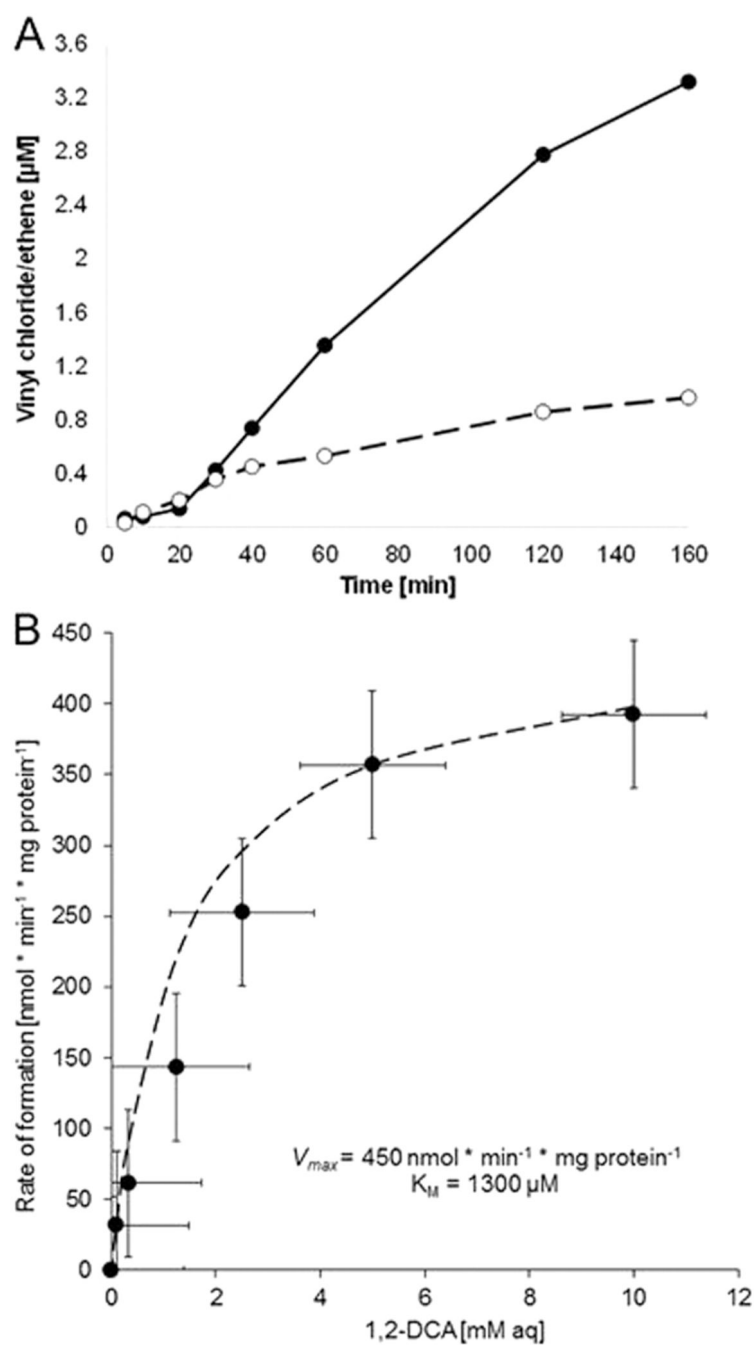 A
Vinyl chloride/ethene [µM]
3.6
3.2
2.8
2.4
2
1.6
1.2
0.8
0.4
0
0 20 40 60 80 100 120 140 160
Time [min]
B
Rate of formation [nmol * min⁻¹ * mg protein⁻¹]
450
400
350
300
250
200
150
100
50
0
Vmax = 450 nmol * min⁻¹ * mg protein⁻¹
KM = 1300 µM
0 2 4 6 8 10 12
1,2-DCA [mM aq]